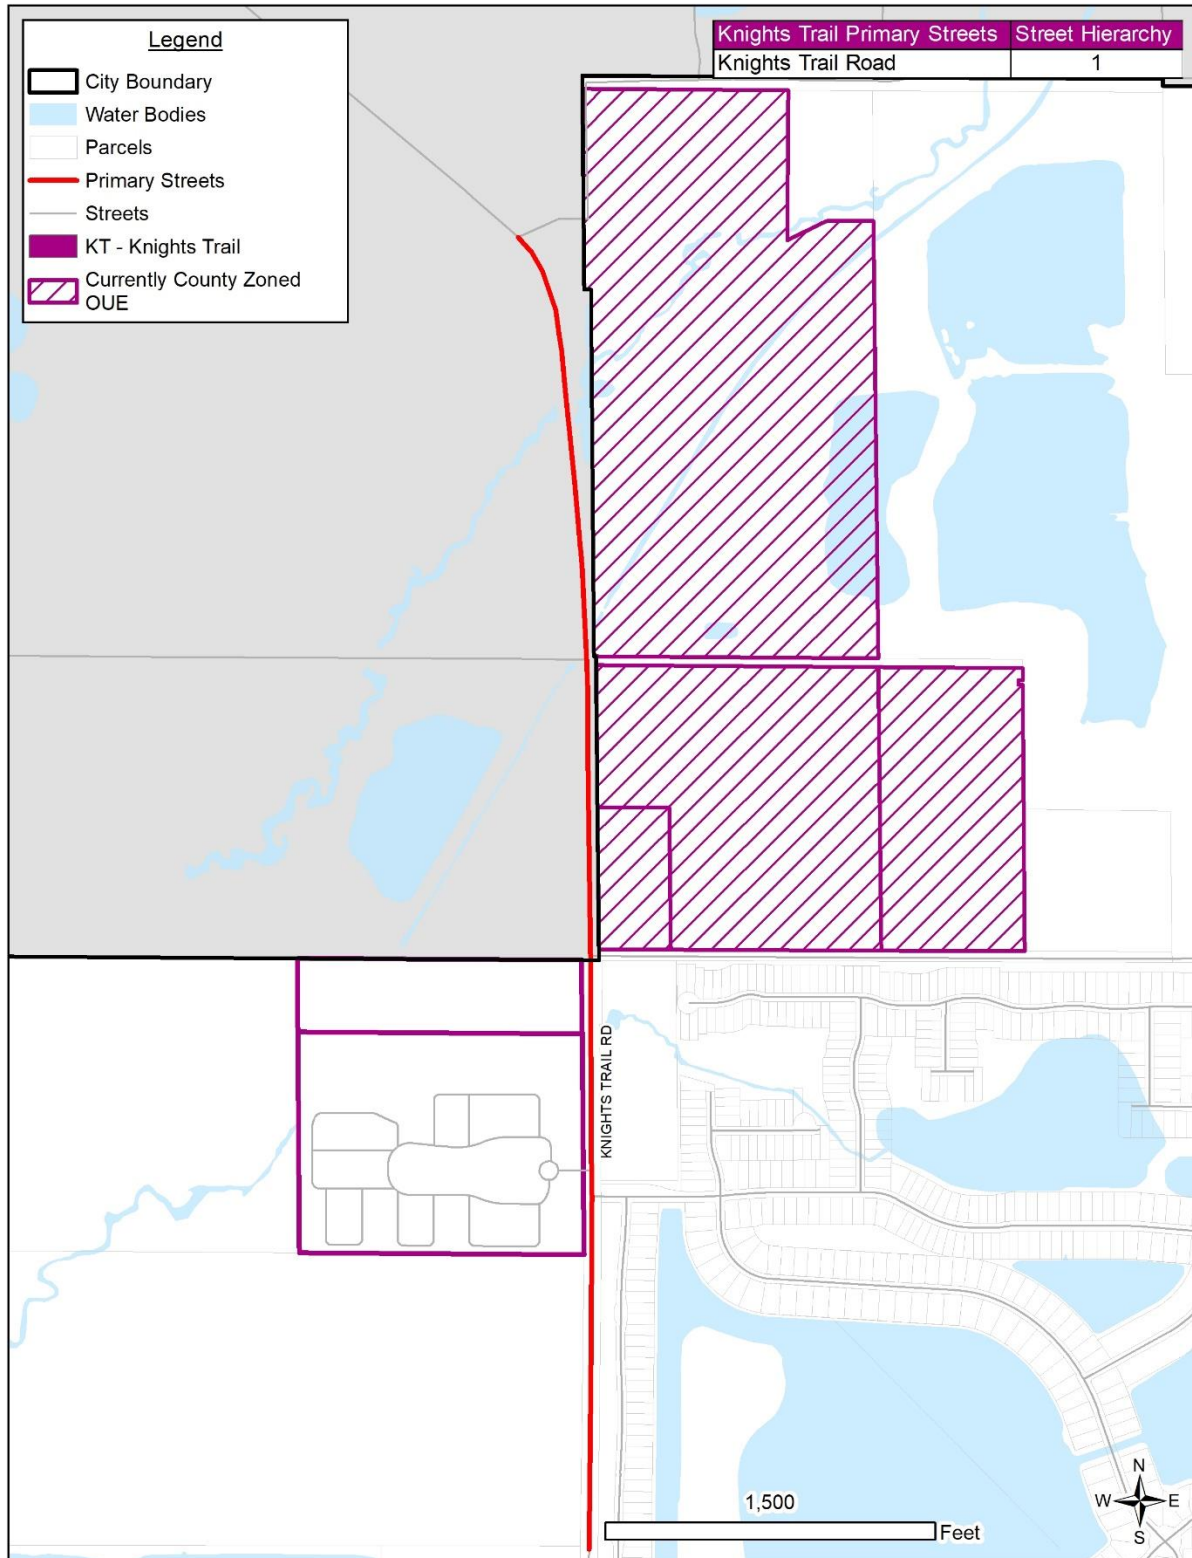 Legend
City Boundary
Water Bodies
Parcels
Primary Streets
Streets
KT - Knights Trail
Currently County Zoned
OUE
Knights Trail Primary Streets Street Hierarchy
Knights Trail Road 1
KNIGHTS TRAIL RD
1,500
Feet
N
W E
S